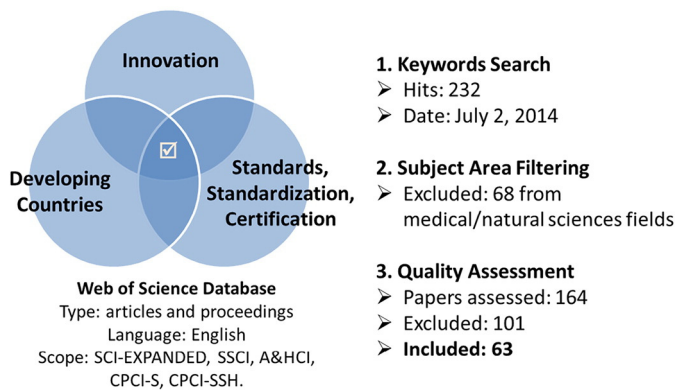 Innovation
Developing
Countries
Standards,
Standardization,
Certification
Web of Science Database
Type: articles and proceedings
Language: English
Scope: SCI-EXPANDED, SSCI, A&HCI,
CPCI-S, CPCI-SSH.
1. Keywords Search
➢ Hits: 232
➢ Date: July 2, 2014
2. Subject Area Filtering
➢ Excluded: 68 from
medical/natural sciences fields
3. Quality Assessment
➢ Papers assessed: 164
➢ Excluded: 101
➢ Included: 63